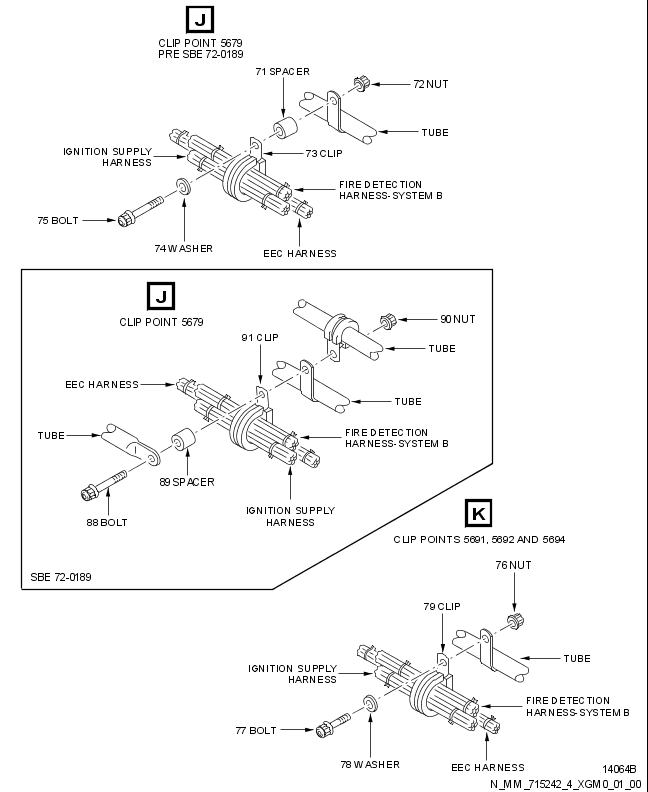 J
CLIP POINT 5679
PRE SBE 72-0189
71 SPACER
72 NUT
TUBE
IGNITION SUPPLY
HARNESS
73 CLIP
FIRE DETECTION
HARNESS-SYSTEM B
75 BOLT
74 WASHER
EEC HARNESS
J
CLIP POINT 5679
90 NUT
91 CLIP
TUBE
EEC HARNESS
TUBE
TUBE
FIRE DETECTION
HARNESS-SYSTEM B
89 SPACER
IGNITION SUPPLY
HARNESS
88 BOLT
SBE 72-0189
K
CLIP POINTS 5691, 5692 AND 5694
76 NUT
79 CLIP
TUBE
IGNITION SUPPLY
HARNESS
FIRE DETECTION
HARNESS-SYSTEM B
77 BOLT
78 WASHER
EEC HARNESS
14064B
N_MM_715242_4_XGM0_01_00